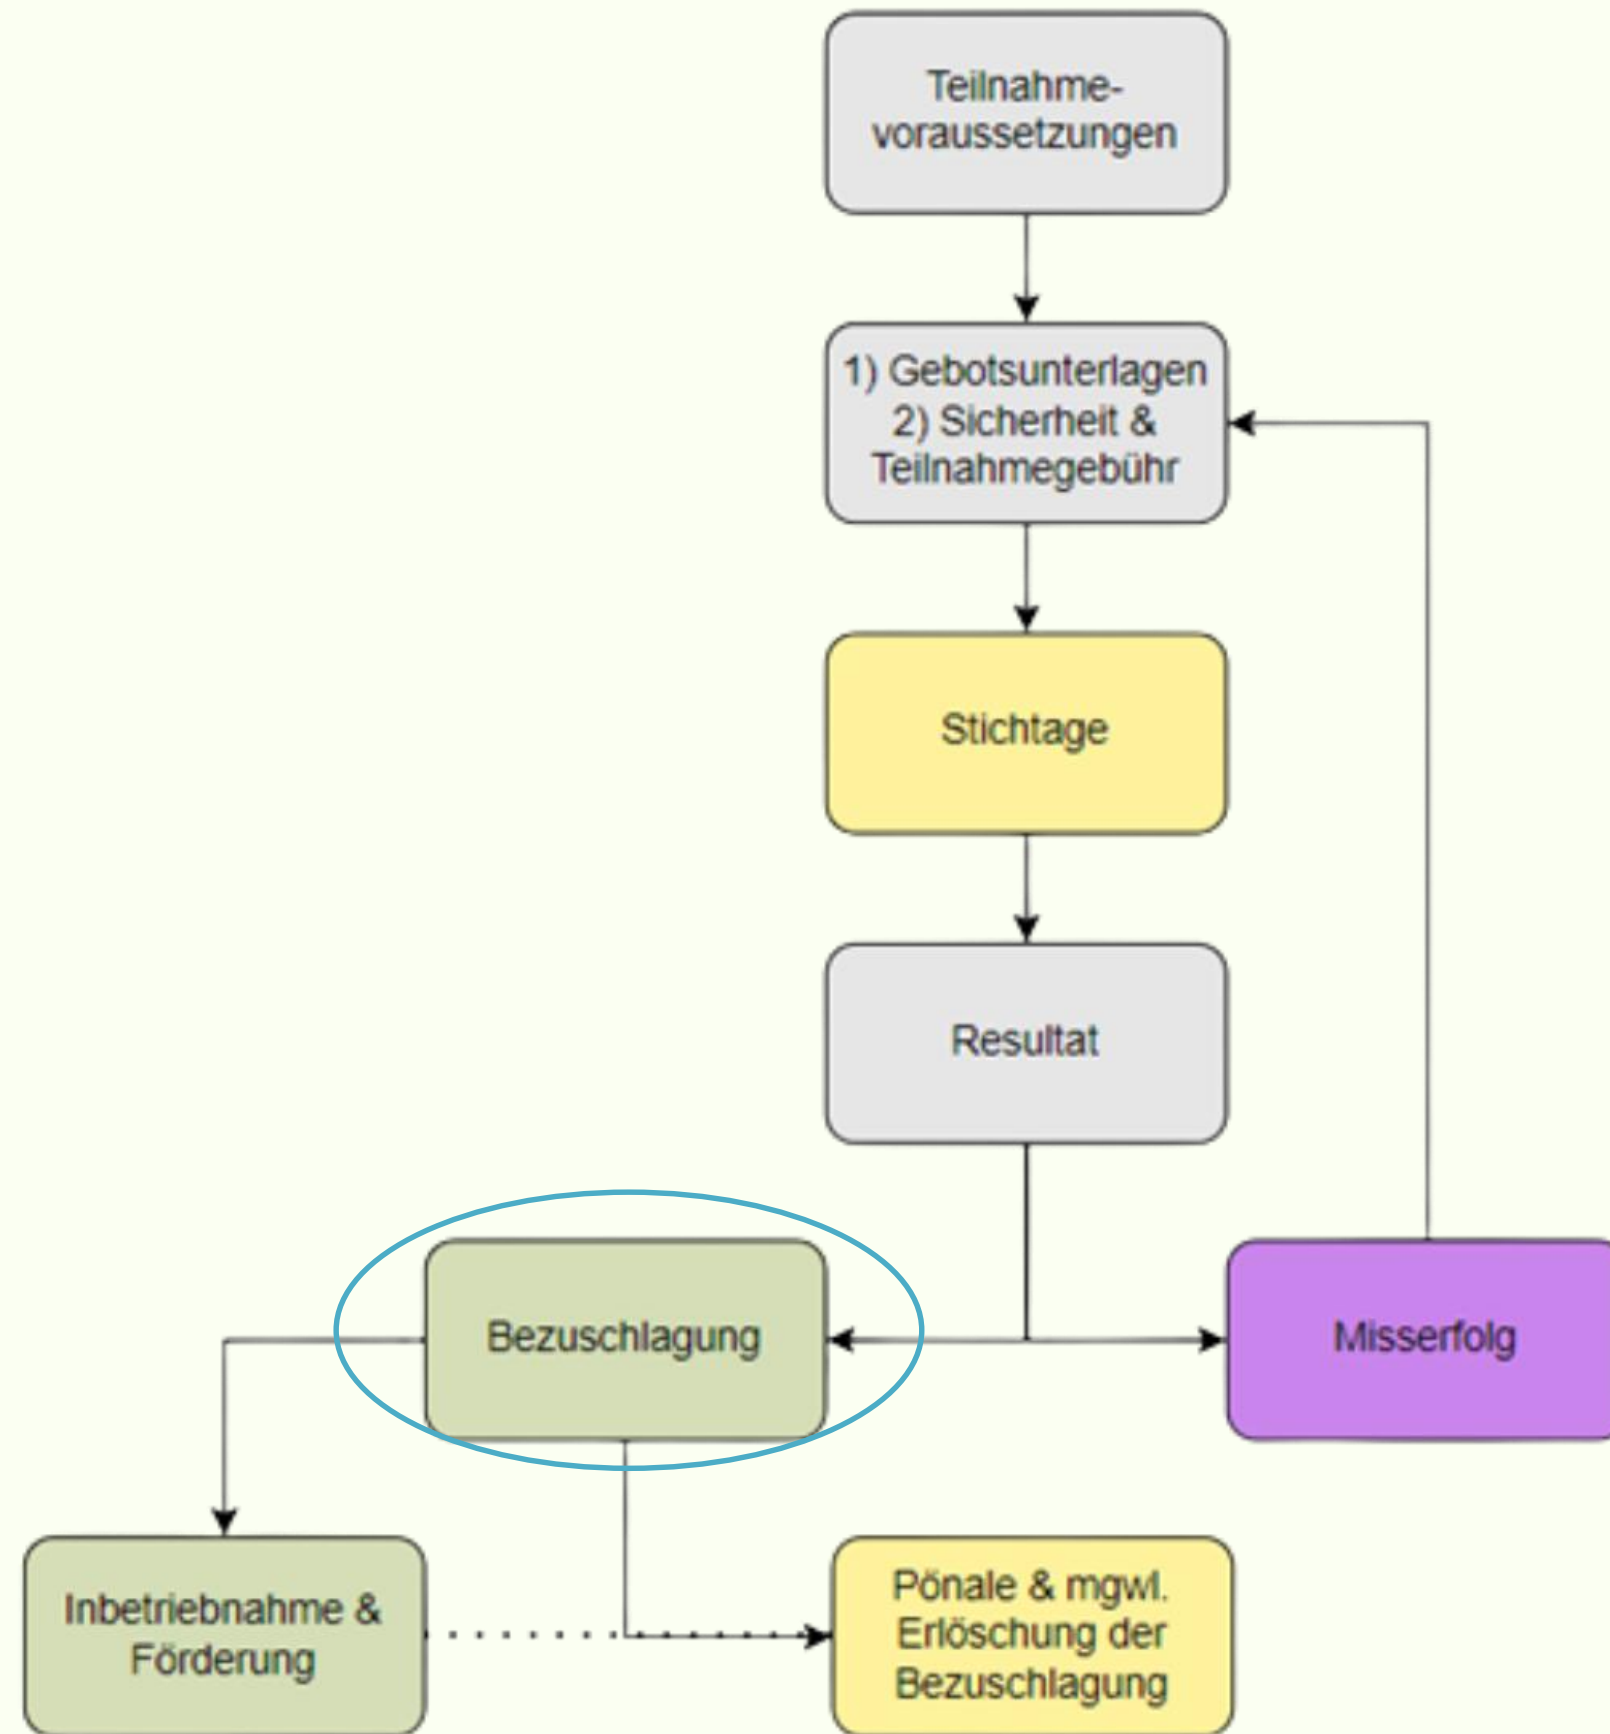 Teilnahme-
voraussetzungen
1) Gebotsunterlagen
2) Sicherheit &
Teilnahmegebühr
Stichtage
Resultat
Bezuschlagung
Misserfolg
Inbetriebnahme &
Förderung
Pönale & mgwl.
Erlöschung der
Bezuschlagung